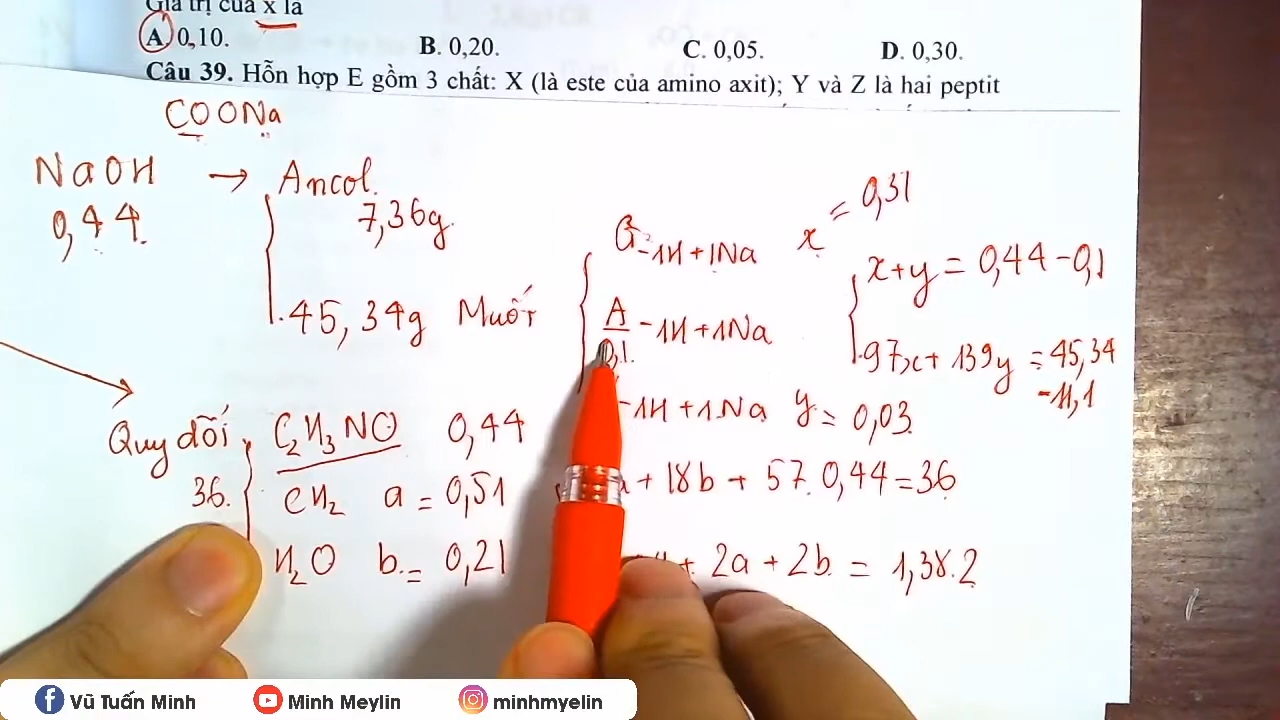 Giá trị của x là
A. 0,10.
B. 0,20.
C. 0,05.
D. 0,30.
Câu 39. Hỗn hợp E gồm 3 chất: X (là este của amino axit); Y và Z là hai peptit
COONa
NaOH → Ancol.
0,44.
7,36g.
45,34g Muối
G -1H + 1Na
x = 0,31
A -1H + 1Na
0,1.
-1H + 1Na y = 0,03
x + y = 0,44 - 0,1
97x + 139y = 45,34
- 11,1
Quy đổi
36.
C2H3NO 0,44
CH2 a = 0,51
H2O b. = 0,21
+ 18b + 57.0,44 = 36
+ 2a + 2b = 1,38.2
Vũ Tuấn Minh
Minh Meylin
minhmyelin